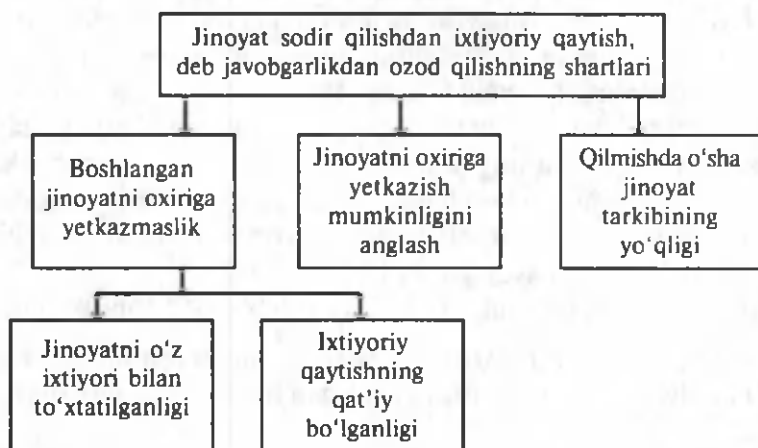 Jinoyat sodir qilishdan ixtiyoriy qaytish,
deb javobgarlikdan ozod qilishning shartlari
Boshlangan
jinoyatni oxiriga
yetkazmaslik
Jinoyatni oxiriga
yetkazish
mumkinligini
anglash
Qilmishda o‘sha
jinoyat
tarkibining
yo‘qligi
Jinoyatni o‘z
ixtiyori bilan
to‘xtatilganligi
Ixtiyoriy
qaytishning
qat’iy
bo‘lganligi